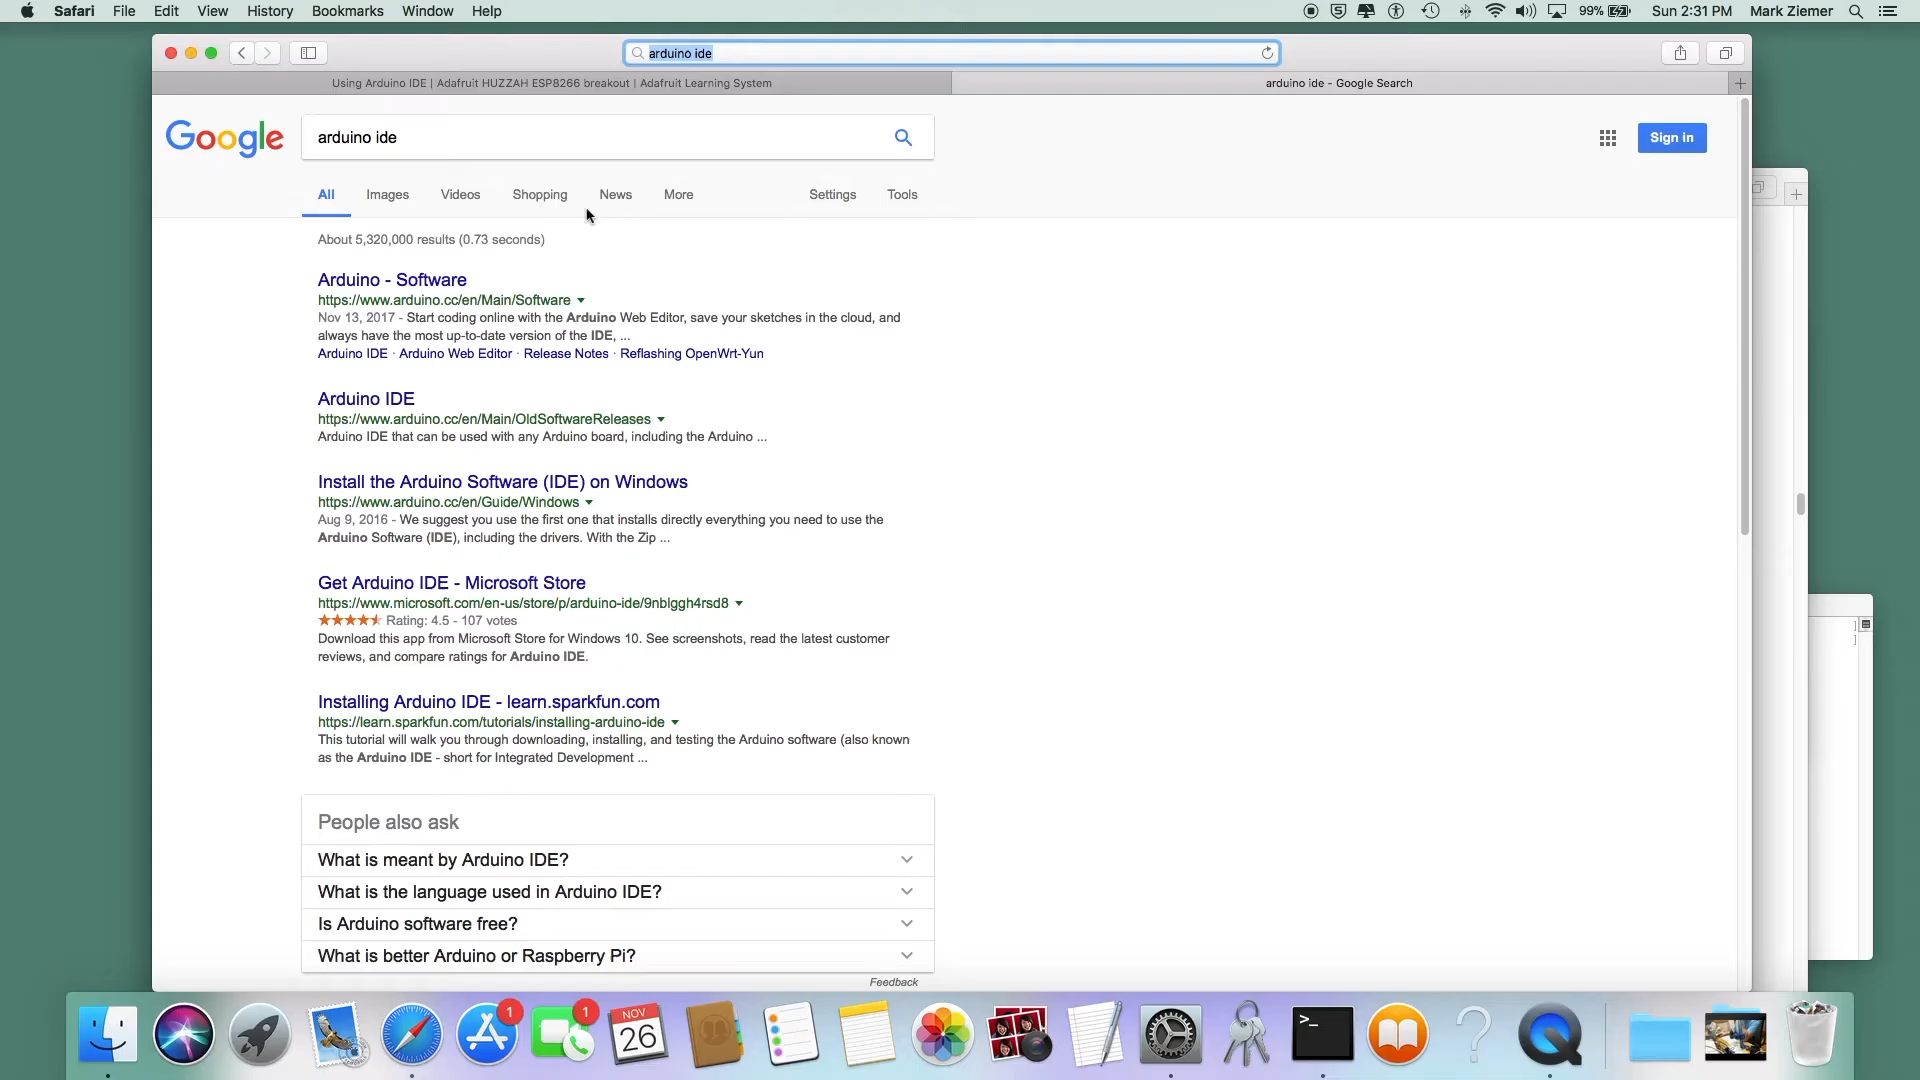 Safari File Edit View History Bookmarks Window Help 99% Sun 2:31 PM Mark Ziemer
arduino ide
Using Arduino IDE | Adafruit HUZZAH ESP8266 breakout | Adafruit Learning System
arduino ide - Google Search
Google
arduino ide
Sign in
All Images Videos Shopping News More Settings Tools
About 5,320,000 results (0.73 seconds)
Arduino - Software
https://www.arduino.cc/en/Main/Software
Nov 13, 2017 - Start coding online with the Arduino Web Editor, save your sketches in the cloud, and
always have the most up-to-date version of the IDE, ...
Arduino IDE · Arduino Web Editor · Release Notes · Reflashing OpenWrt-Yun
Arduino IDE
https://www.arduino.cc/en/Main/OldSoftwareReleases
Arduino IDE that can be used with any Arduino board, including the Arduino ...
Install the Arduino Software (IDE) on Windows
https://www.arduino.cc/en/Guide/Windows
Aug 9, 2016 - We suggest you use the first one that installs directly everything you need to use the
Arduino Software (IDE), including the drivers. With the Zip ...
Get Arduino IDE - Microsoft Store
https://www.microsoft.com/en-us/store/p/arduino-ide/9nblggh4rsd8
Rating: 4.5 - 107 votes
Download this app from Microsoft Store for Windows 10. See screenshots, read the latest customer
reviews, and compare ratings for Arduino IDE.
Installing Arduino IDE - learn.sparkfun.com
https://learn.sparkfun.com/tutorials/installing-arduino-ide
This tutorial will walk you through downloading, installing, and testing the Arduino software (also known
as the Arduino IDE - short for Integrated Development ...
People also ask
What is meant by Arduino IDE?
What is the language used in Arduino IDE?
Is Arduino software free?
What is better Arduino or Raspberry Pi?
Feedback
1
1
NOV
26
>_
?